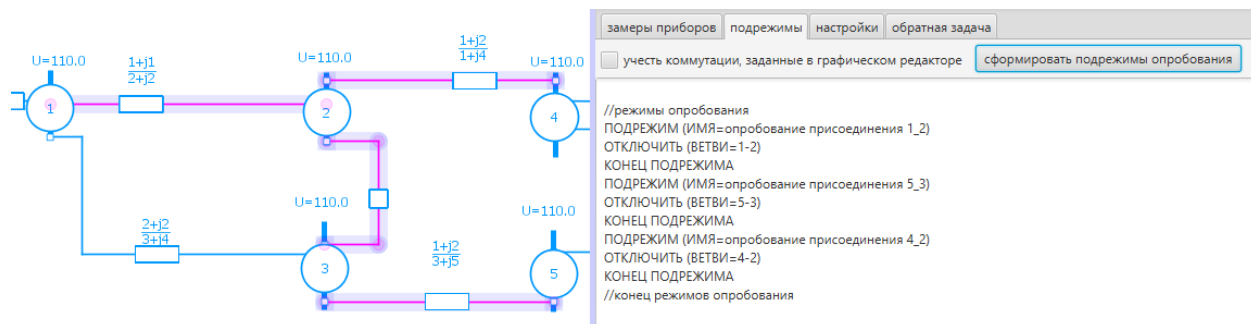 U=110.0
1+j1
2+j2
1
2
1+j2
1+j4
U=110.0
U=110.0
4
2+j2
3+j4
U=110.0
3
1+j2
3+j5
U=110.0
5
замеры приборов
подрежимы
настройки
обратная задача
учесть коммутации, заданные в графическом редакторе
сформировать подрежимы опробования
//режимы опробования
ПОДРЕЖИМ (ИМЯ=опробование присоединения 1_2)
ОТКЛЮЧИТЬ (ВЕТВИ=1-2)
КОНЕЦ ПОДРЕЖИМА
ПОДРЕЖИМ (ИМЯ=опробование присоединения 5_3)
ОТКЛЮЧИТЬ (ВЕТВИ=5-3)
КОНЕЦ ПОДРЕЖИМА
ПОДРЕЖИМ (ИМЯ=опробование присоединения 4_2)
ОТКЛЮЧИТЬ (ВЕТВИ=4-2)
КОНЕЦ ПОДРЕЖИМА
//конец режимов опробования